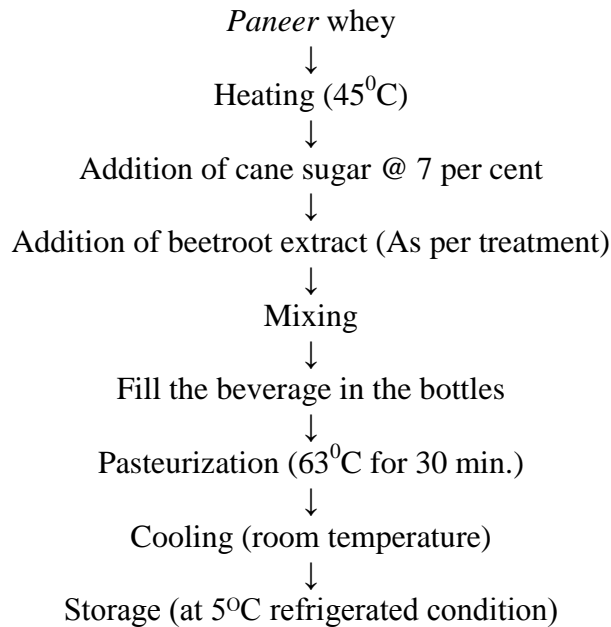 Paneer whey
↓
Heating (45⁰C)
↓
Addition of cane sugar @ 7 per cent
↓
Addition of beetroot extract (As per treatment)
↓
Mixing
↓
Fill the beverage in the bottles
↓
Pasteurization (63⁰C for 30 min.)
↓
Cooling (room temperature)
↓
Storage (at 5ᴼC refrigerated condition)